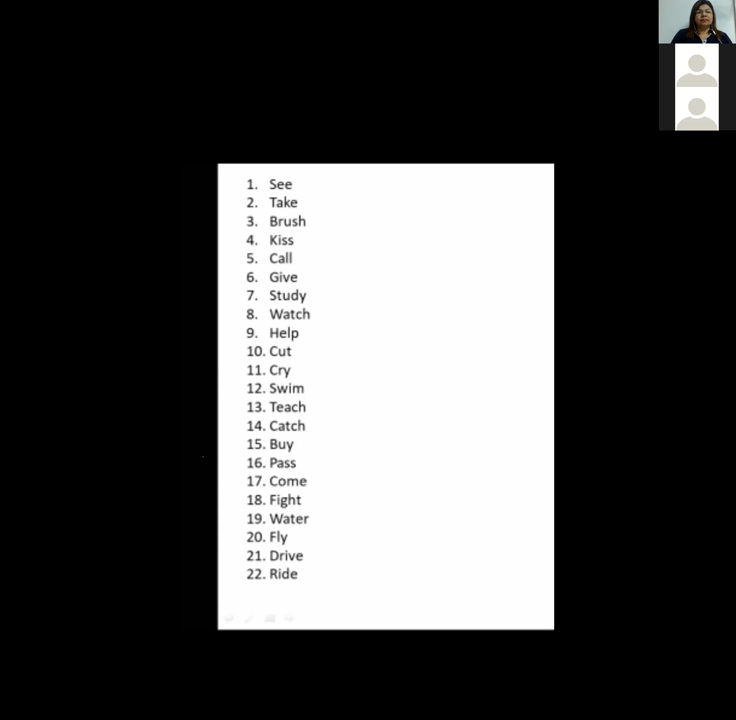 1. See
2. Take
3. Brush
4. Kiss
5. Call
6. Give
7. Study
8. Watch
9. Help
10. Cut
11. Cry
12. Swim
13. Teach
14. Catch
15. Buy
16. Pass
17. Come
18. Fight
19. Water
20. Fly
21. Drive
22. Ride